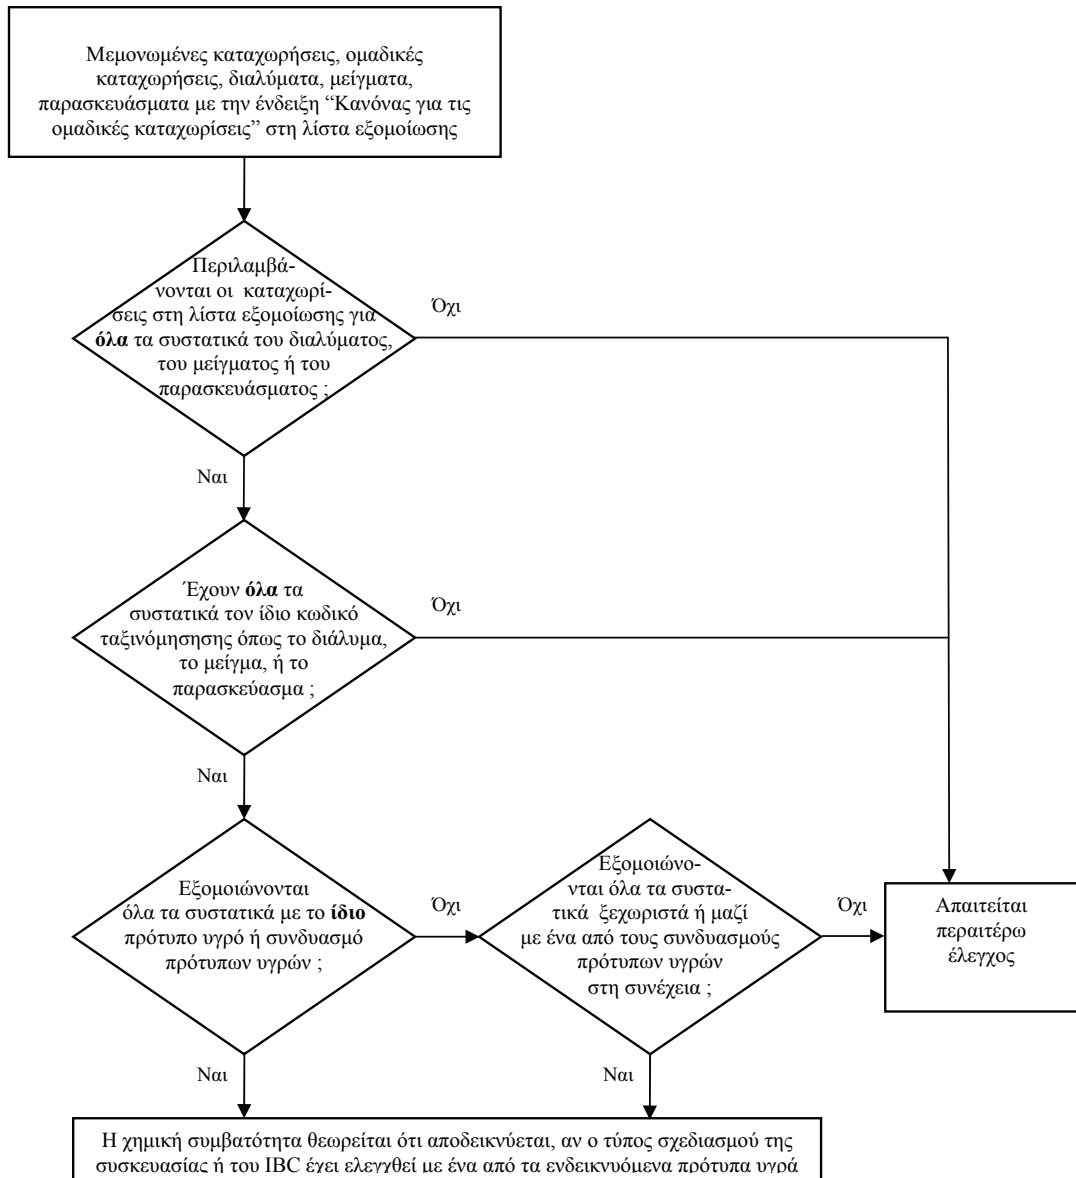 Μεμονωμένες καταχωρήσεις, ομαδικές
καταχωρήσεις, διαλύματα, μείγματα,
παρασκευάσματα με την ένδειξη “Κανόνας για τις
ομαδικές καταχωρίσεις” στη λίστα εξομοίωσης
Περιλαμβά-
νονται οι καταχωρί-
σεις στη λίστα εξομοίωσης για
όλα τα συστατικά του διαλύματος,
του μείγματος ή του
παρασκευάσματος ;
Όχι
Ναι
Έχουν όλα τα
συστατικά τον ίδιο κωδικό
ταξινόμησησης όπως το διάλυμα,
το μείγμα, ή το
παρασκεύασμα ;
Όχι
Ναι
Εξομοιώνονται
όλα τα συστατικά με το ίδιο
πρότυπο υγρό ή συνδυασμό
πρότυπων υγρών ;
Όχι
Εξομοιώνο-
νται όλα τα συστα-
τικά ξεχωριστά ή μαζί
με ένα από τους συνδυασμούς
πρότυπων υγρών
στη συνέχεια ;
Όχι
Απαιτείται
περαιτέρω
έλεγχος
Ναι
Ναι
Η χημική συμβατότητα θεωρείται ότι αποδεικνύεται, αν ο τύπος σχεδιασμού της
συσκευασίας ή του IBC έχει ελεγχθεί με ένα από τα ενδεικνυόμενα πρότυπα υγρά